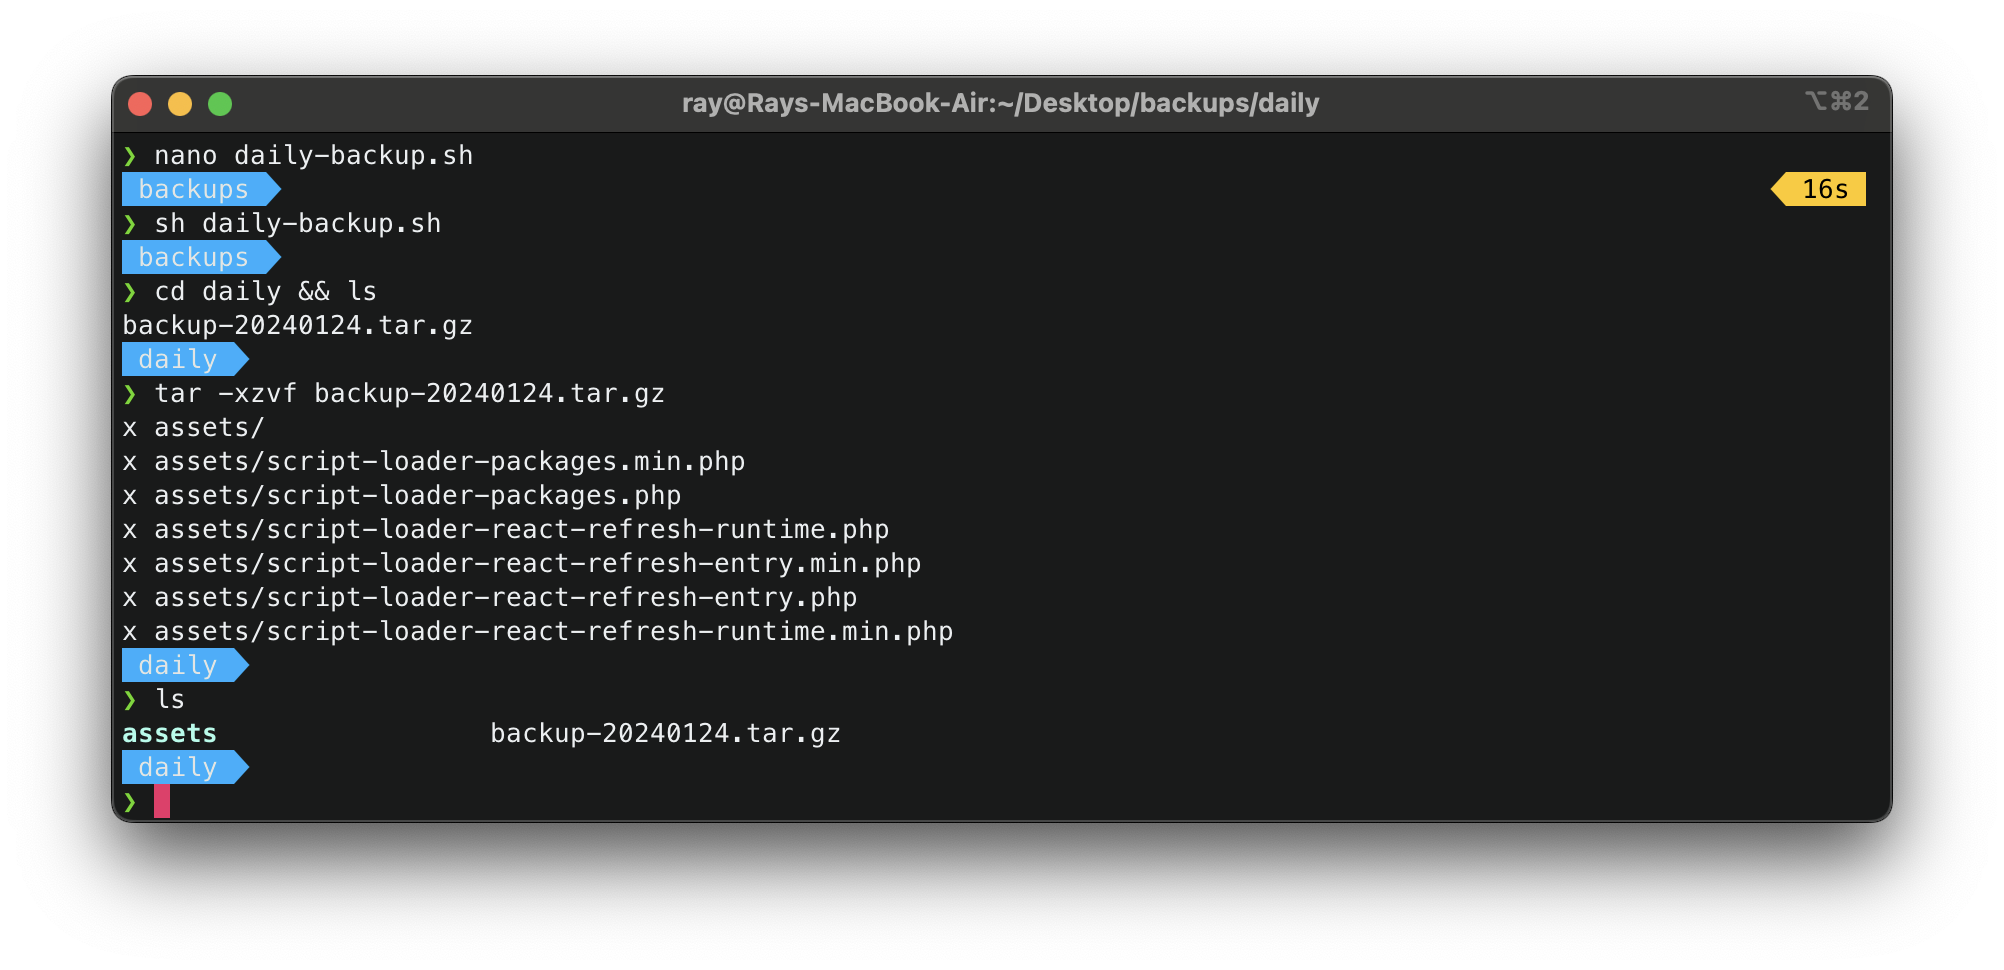 ray@Rays-MacBook-Air:~/Desktop/backups/daily ⌥⌘2
❯ nano daily-backup.sh
backups 16s
❯ sh daily-backup.sh
backups
❯ cd daily && ls
backup-20240124.tar.gz
daily
❯ tar -xzvf backup-20240124.tar.gz
x assets/
x assets/script-loader-packages.min.php
x assets/script-loader-packages.php
x assets/script-loader-react-refresh-runtime.php
x assets/script-loader-react-refresh-entry.min.php
x assets/script-loader-react-refresh-entry.php
x assets/script-loader-react-refresh-runtime.min.php
daily
❯ ls
assets backup-20240124.tar.gz
daily
❯